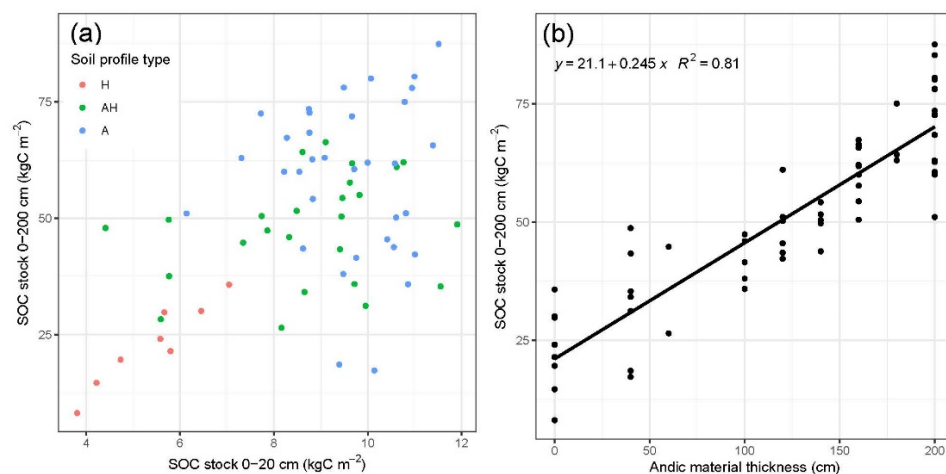 (a)
Soil profile type
H
AH
A
75
50
25
SOC stock 0−200 cm (kgC m⁻²)
4 6 8 10 12
SOC stock 0−20 cm (kgC m⁻²)
(b)
y = 21.1 + 0.245 x R² = 0.81
75
50
25
SOC stock 0−200 cm (kgC m⁻²)
0 50 100 150 200
Andic material thickness (cm)